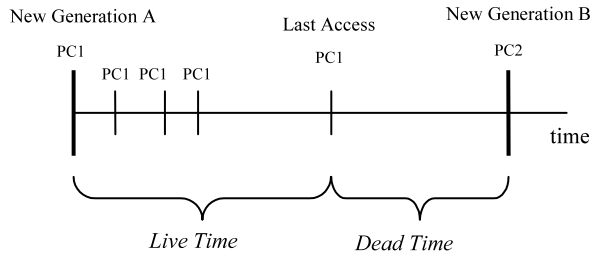 New Generation A
Last Access
New Generation B
PC1
PC1
PC2
PC1 PC1 PC1
time
Live Time
Dead Time